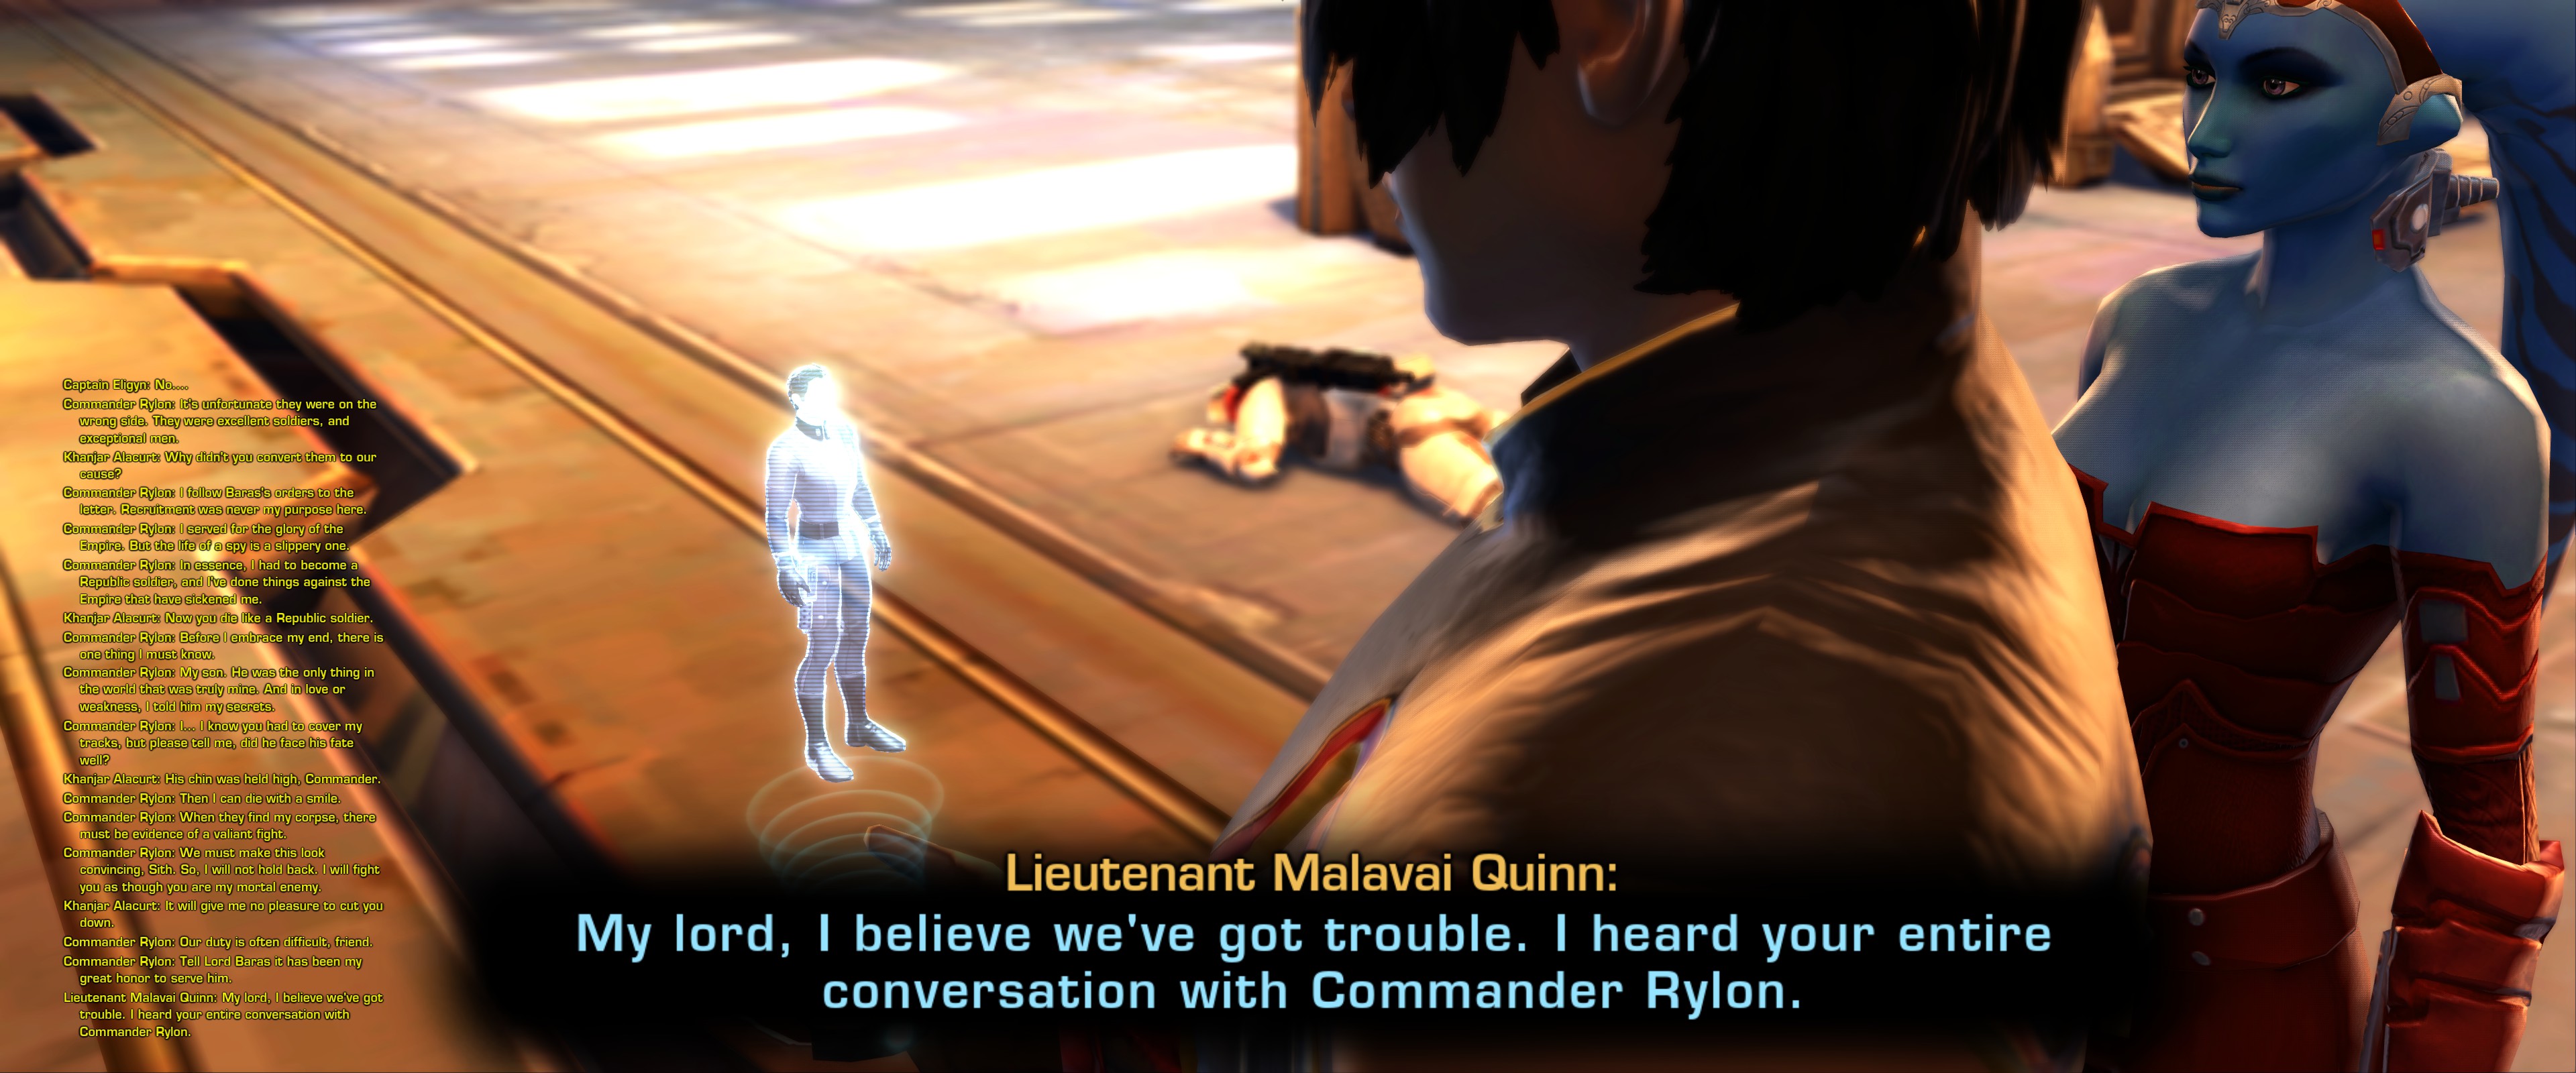 Captain Eligyn: No....
Commander Rylon: It's unfortunate they were on the
wrong side. They were excellent soldiers, and
exceptional men.
Khanjar Alacurt: Why didn't you convert them to our
cause?
Commander Rylon: I follow Baras's orders to the
letter. Recruitment was never my purpose here.
Commander Rylon: I served for the glory of the
Empire. But the life of a spy is a slippery one.
Commander Rylon: In essence, I had to become a
Republic soldier, and I've done things against the
Empire that have sickened me.
Khanjar Alacurt: Now you die like a Republic soldier.
Commander Rylon: Before I embrace my end, there is
one thing I must know.
Commander Rylon: My son. He was the only thing in
the world that was truly mine. And in love or
weakness, I told him my secrets.
Commander Rylon: I... I know you had to cover my
tracks, but please tell me, did he face his fate
well?
Khanjar Alacurt: His chin was held high, Commander.
Commander Rylon: Then I can die with a smile.
Commander Rylon: When they find my corpse, there
must be evidence of a valiant fight.
Commander Rylon: We must make this look
convincing, Sith. So, I will not hold back. I will fight
you as though you are my mortal enemy.
Khanjar Alacurt: It will give me no pleasure to cut you
down.
Commander Rylon: Our duty is often difficult, friend.
Commander Rylon: Tell Lord Baras it has been my
great honor to serve him.
Lieutenant Malavai Quinn: My lord, I believe we've got
trouble. I heard your entire conversation with
Commander Rylon.
Lieutenant Malavai Quinn:
My lord, I believe we've got trouble. I heard your entire
conversation with Commander Rylon.